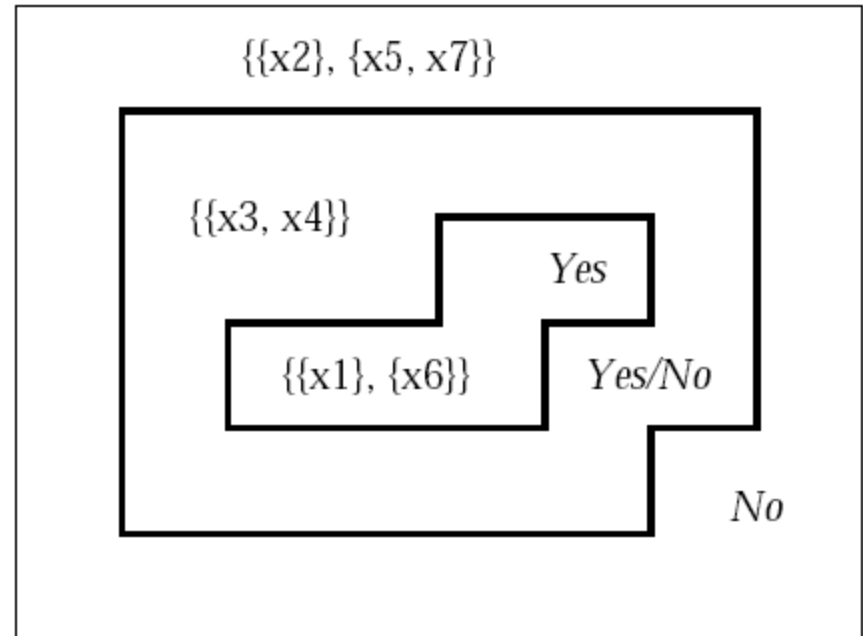 {{x2}, {x5, x7}}
{{x3, x4}}
Yes
{{x1}, {x6}}
Yes/No
No